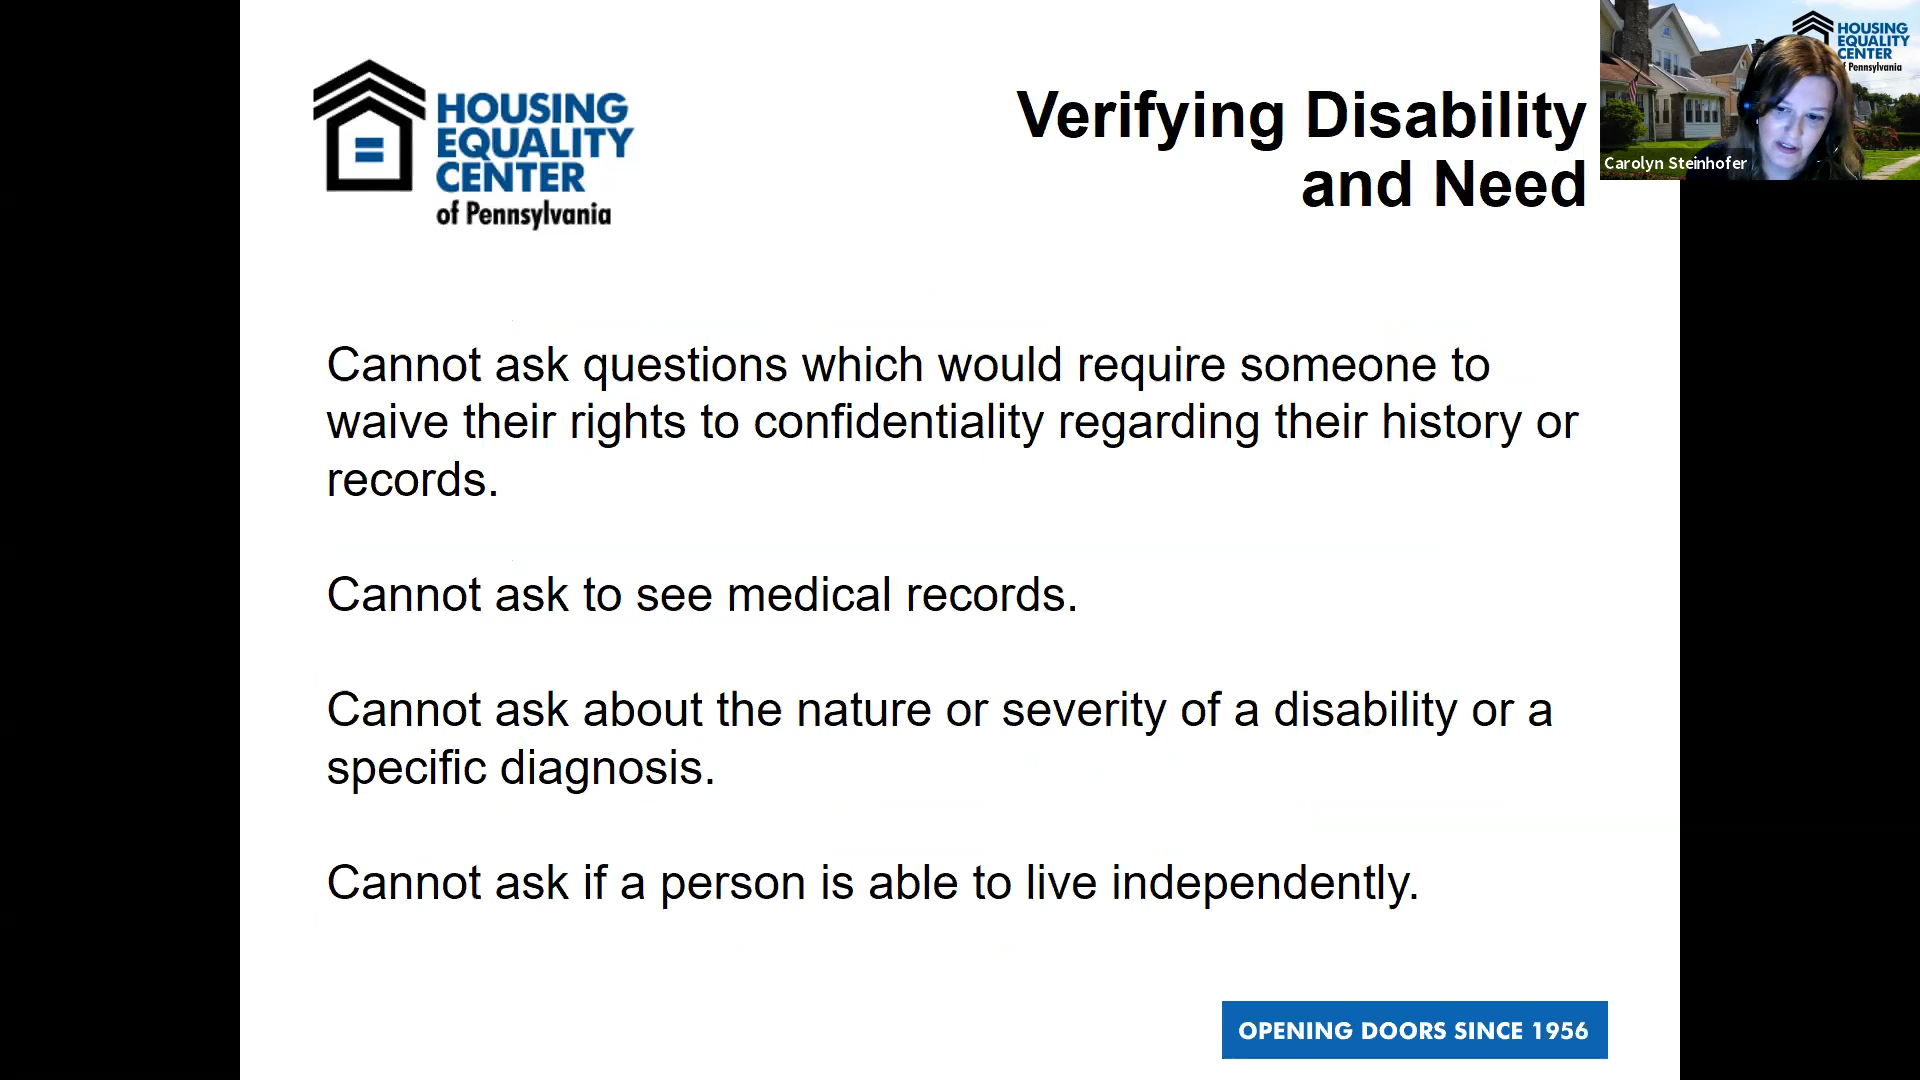 HOUSING
EQUALITY
CENTER
of Pennsylvania
Verifying Disability
and Need
HOUSING
EQUALITY
CENTER
f Pennsylvania
Carolyn Steinhofer
Cannot ask questions which would require someone to
waive their rights to confidentiality regarding their history or
records.
Cannot ask to see medical records.
Cannot ask about the nature or severity of a disability or a
specific diagnosis.
Cannot ask if a person is able to live independently.
OPENING DOORS SINCE 1956